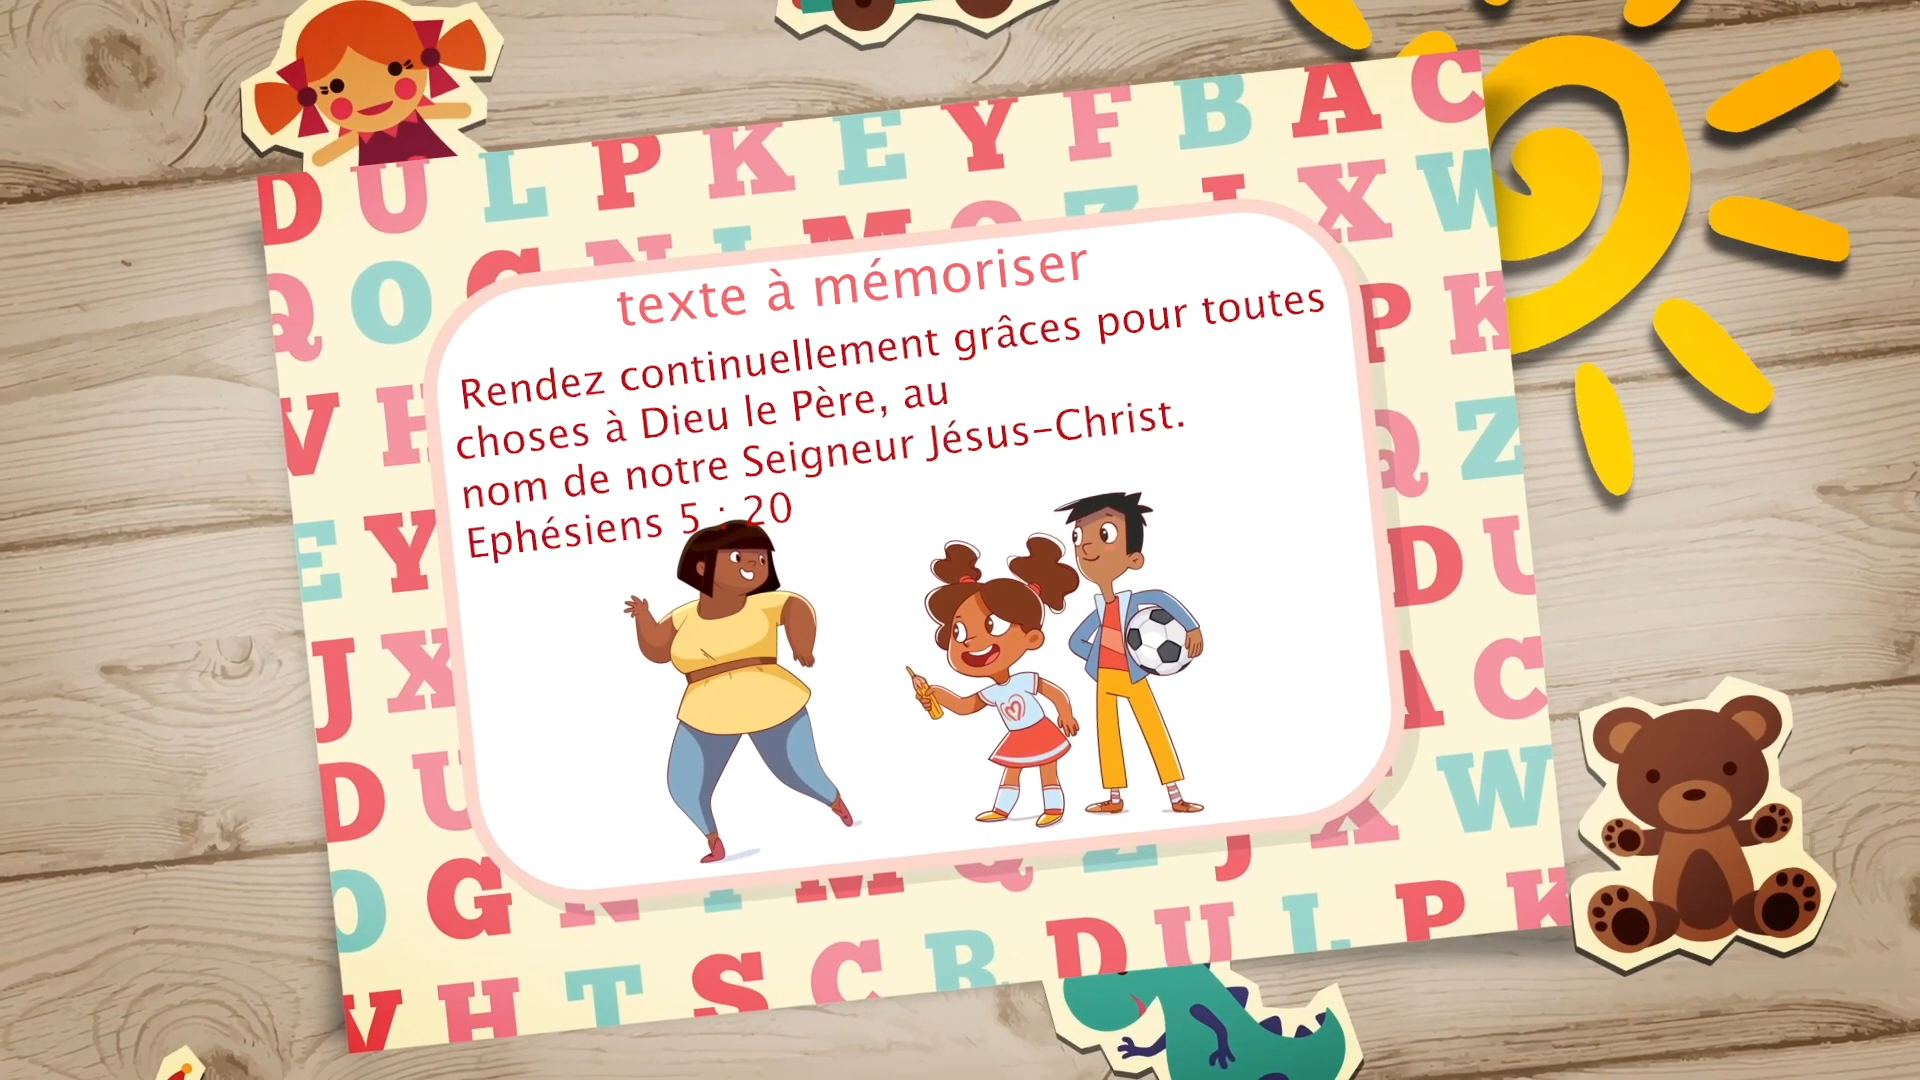 texte à mémoriser
Rendez continuellement grâces pour toutes
choses à Dieu le Père, au
nom de notre Seigneur Jésus-Christ.
Ephésiens 5 : 20
D U L P K E Y F B A C
Q O G N I M Q Z J X W
V H P K
E Y Q Z
J X D U
D U A C
O G N I M Q Z J X W
V H T S C B D U L P K